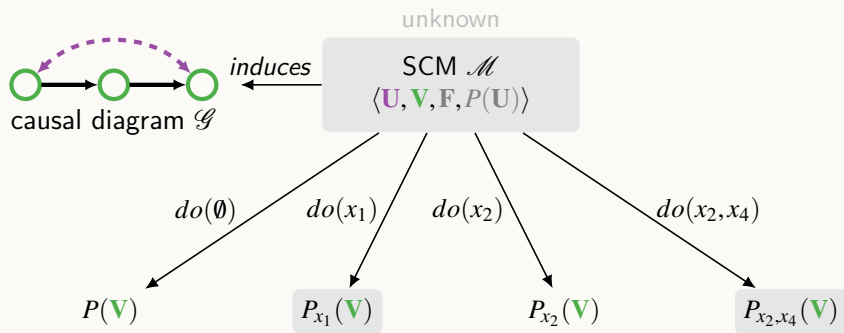 unknown
SCM ℳ
⟨U, V, F, P(U)⟩
induces
causal diagram 𝒢
do(∅) do(x₁) do(x₂) do(x₂, x₄)
P(V) Pₓ₁(V) Pₓ₂(V) Pₓ₂,ₓ₄(V)